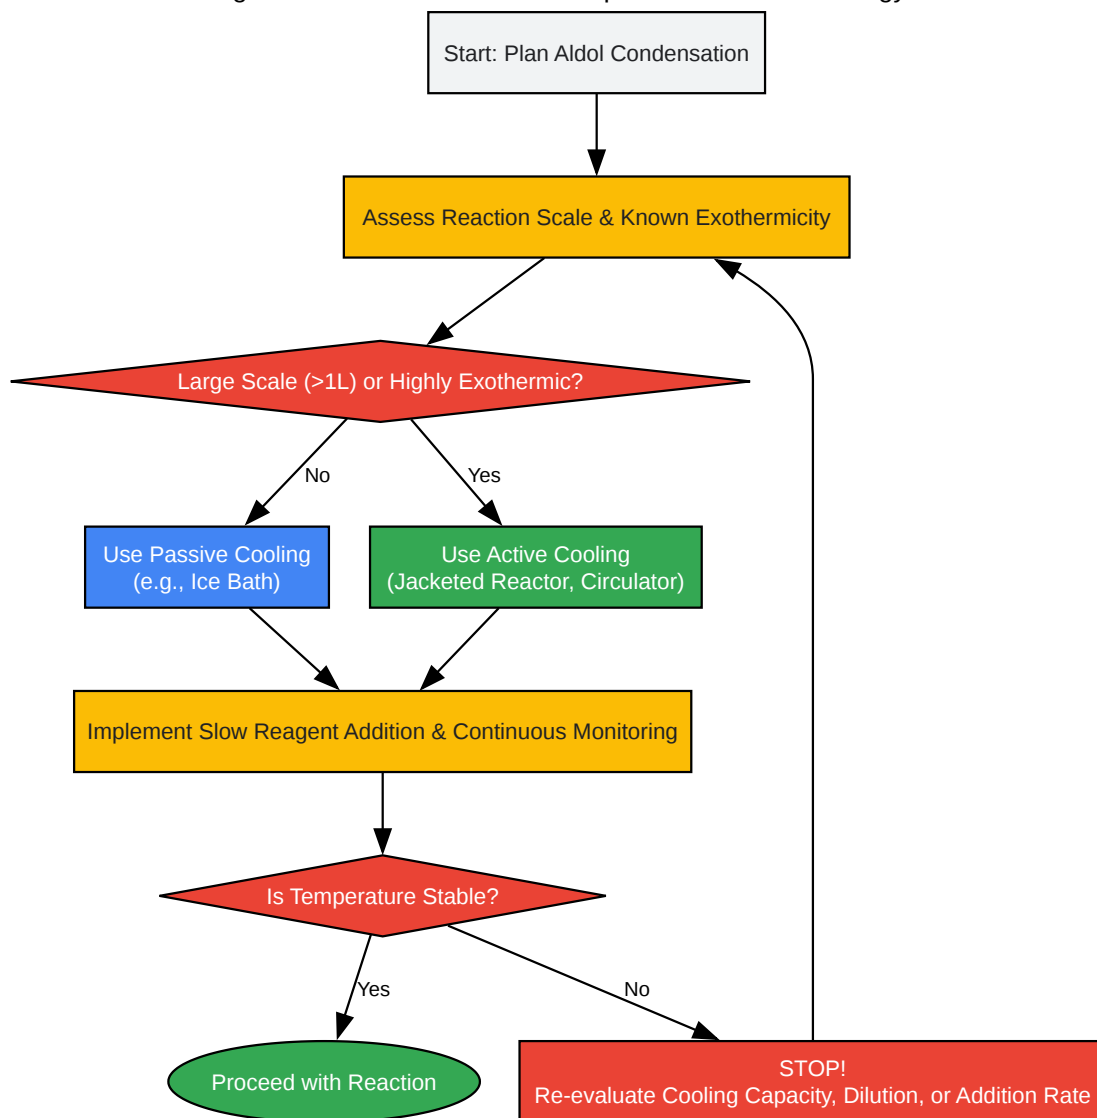 Start: Plan Aldol Condensation
Assess Reaction Scale & Known Exothermicity
Large Scale (>1L) or Highly Exothermic?
No
Yes
Use Passive Cooling
(e.g., Ice Bath)
Use Active Cooling
(Jacketed Reactor, Circulator)
Implement Slow Reagent Addition & Continuous Monitoring
Is Temperature Stable?
Yes
No
Proceed with Reaction
STOP!
Re-evaluate Cooling Capacity, Dilution, or Addition Rate